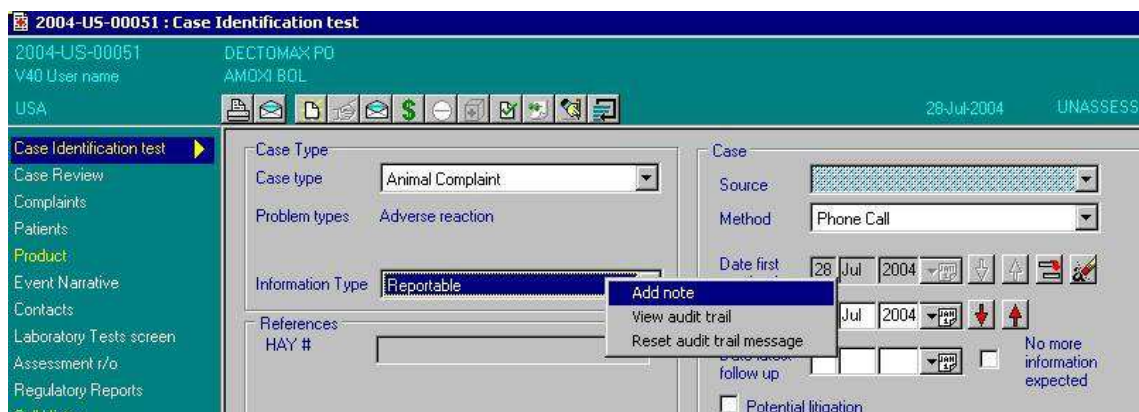 2004-US-00051 : Case Identification test
2004-US-00051 DECTOMAX PO
V40 User name AMOXI BOL
USA 28-Jul-2004 UNASSESS
Case Identification test
Case Review
Complaints
Patients
Product
Event Narrative
Contacts
Laboratory Tests screen
Assessment r/o
Regulatory Reports
Case Type
Case type Animal Complaint
Problem types Adverse reaction
Information Type Reportable
References
HAY #
Add note
View audit trail
Reset audit trail message
Case
Source
Method Phone Call
Date first
28 Jul 2004
Jul 2004
follow up
No more
information
expected
Potential litigation